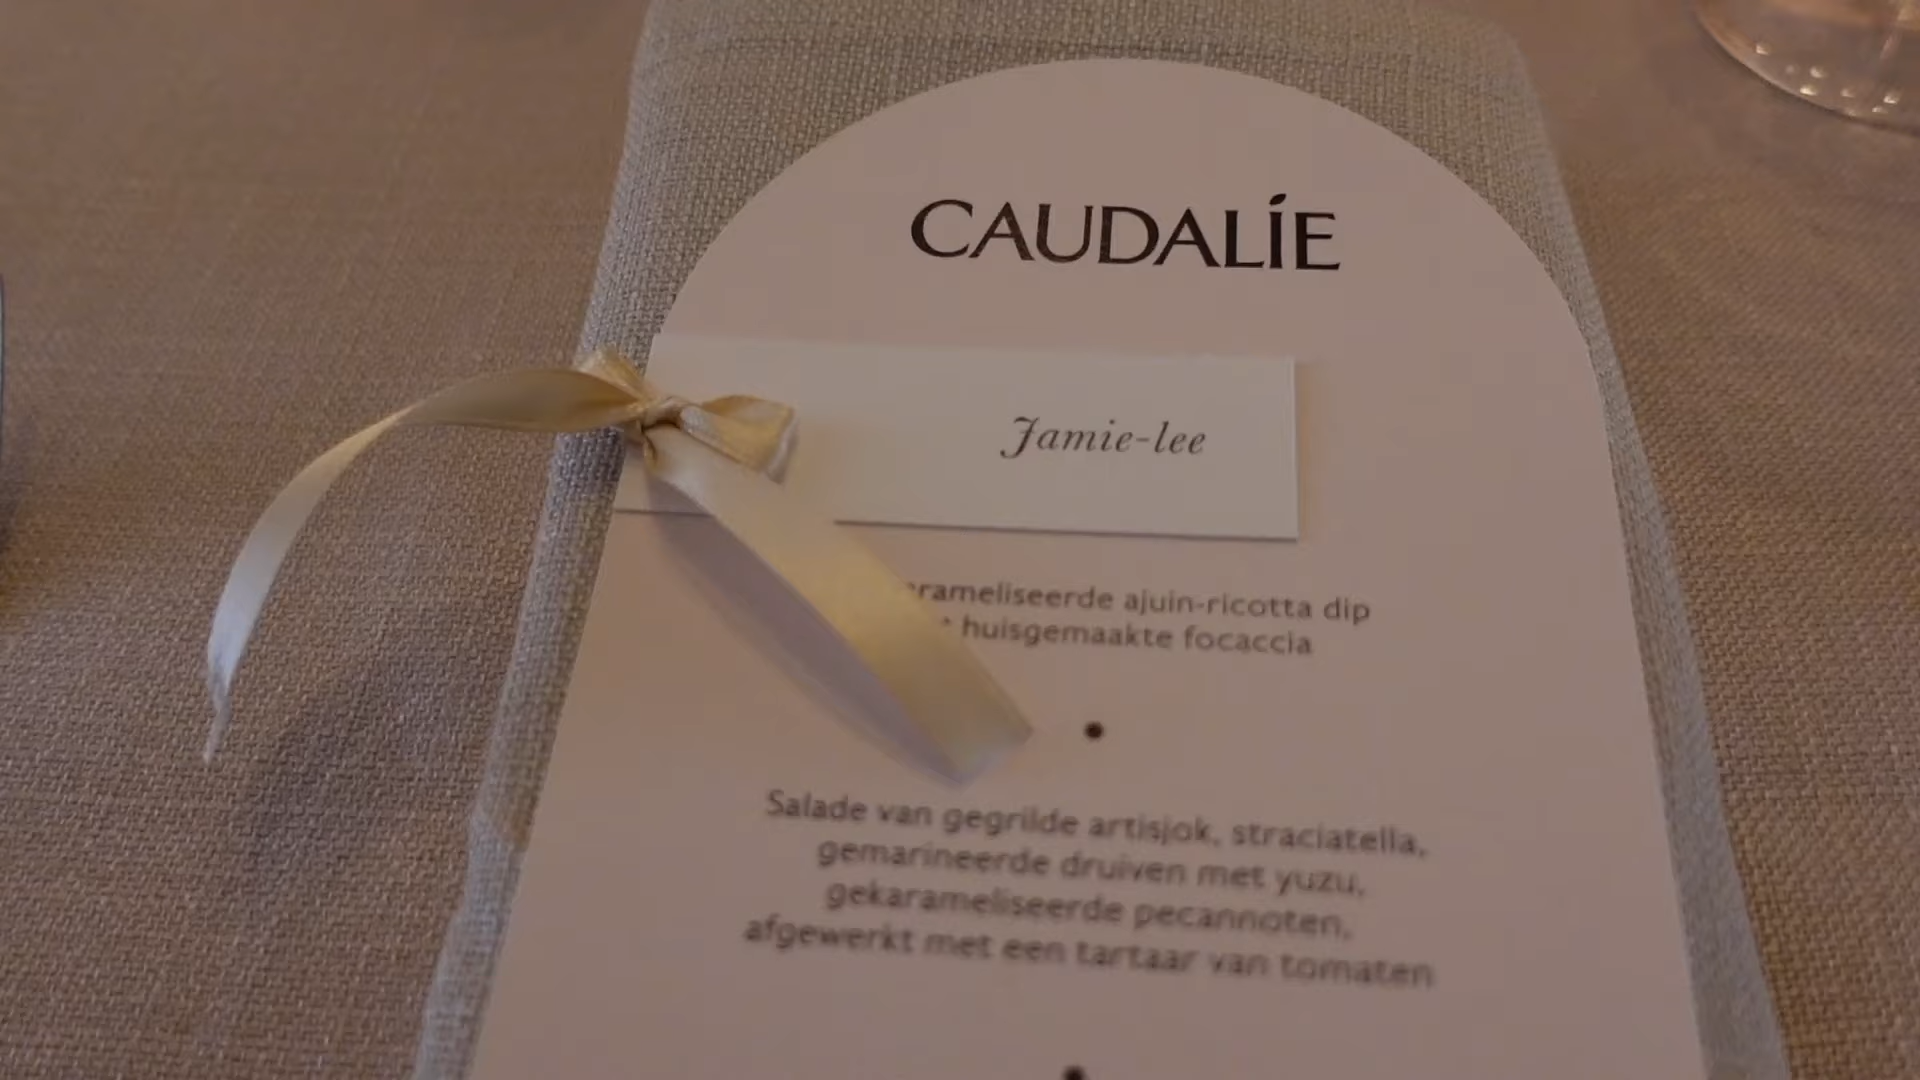 CAUDALÍE
Jamie-lee
rameliseerde ajuin-ricotta dip
huisgemaakte focaccia
Salade van gegrilde artisjok, straciatella,
gemarineerde druiven met yuzu,
gekarameliseerde pecannoten,
afgewerkt met een tartaar van tomaten